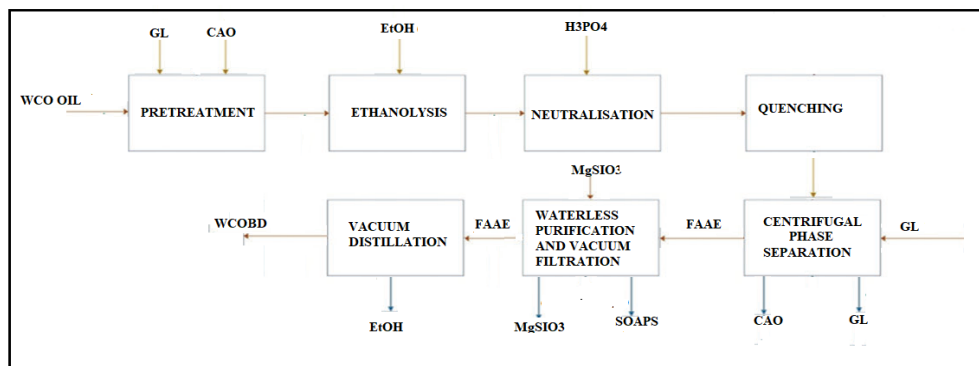 GL
CAO
EtOH
H3PO4
WCO OIL
PRETREATMENT
ETHANOLYSIS
NEUTRALISATION
QUENCHING
MgSIO3
WCOBD
VACUUM
DISTILLATION
FAAE
WATERLESS
PURIFICATION
AND VACUUM
FILTRATION
FAAE
CENTRIFUGAL
PHASE
SEPARATION
GL
EtOH
MgSIO3
SOAPS
CAO
GL